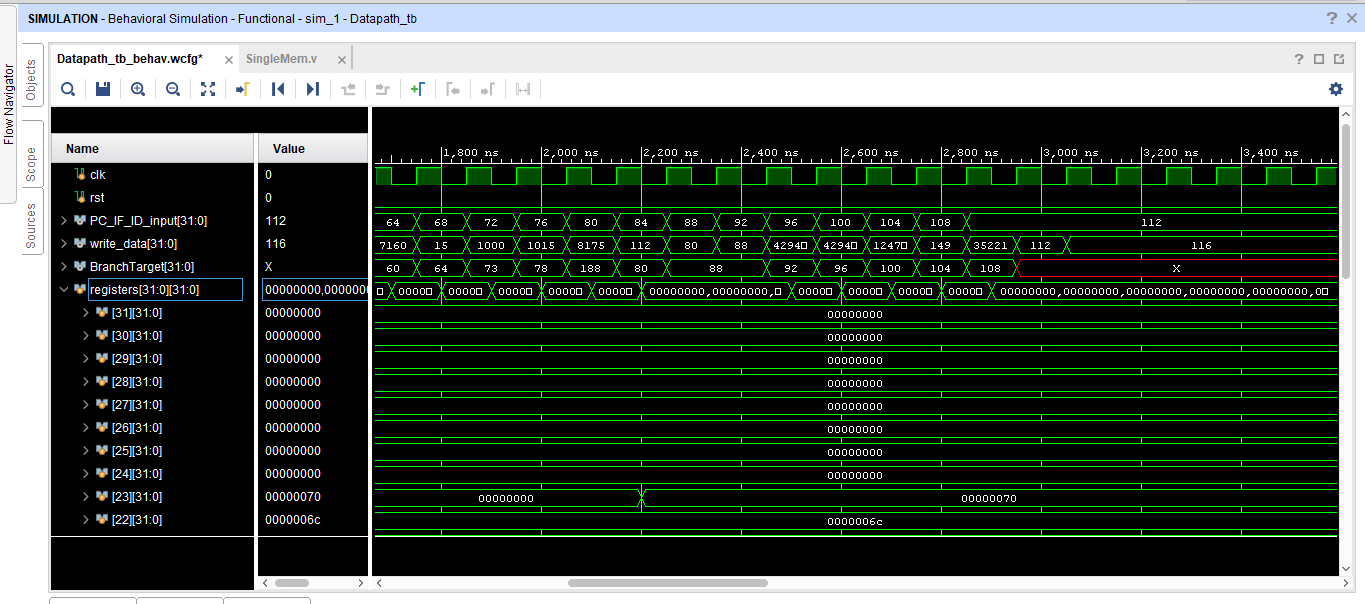 SIMULATION - Behavioral Simulation - Functional - sim_1 - Datapath_tb
Flow Navigator
Objects
Scope
Sources
Datapath_tb_behav.wcfg*
SingleMem.v
Name Value
1,800 ns 2,000 ns 2,200 ns 2,400 ns 2,600 ns 2,800 ns 3,000 ns 3,200 ns 3,400 ns
clk 0
rst 0
PC_IF_ID_input[31:0] 112 64 68 72 76 80 84 88 92 96 100 104 108 112
write_data[31:0] 116 7160 15 1000 1015 8175 112 80 88 4294□ 4294□ 1247□ 149 35221 112 116
BranchTarget[31:0] X 60 64 73 78 188 80 88 92 96 100 104 108 X
registers[31:0][31:0] 00000000,0000000 □ 0000□ 0000□ 0000□ 0000□ 0000□ 00000000,00000000,□ 0000□ 0000□ 0000□ 0000□ 00000000,00000000,00000000,00000000,00000000,0□
[31][31:0] 00000000 00000000
[30][31:0] 00000000 00000000
[29][31:0] 00000000 00000000
[28][31:0] 00000000 00000000
[27][31:0] 00000000 00000000
[26][31:0] 00000000 00000000
[25][31:0] 00000000 00000000
[24][31:0] 00000000 00000000
[23][31:0] 00000070 00000000 00000070
[22][31:0] 0000006c 0000006c